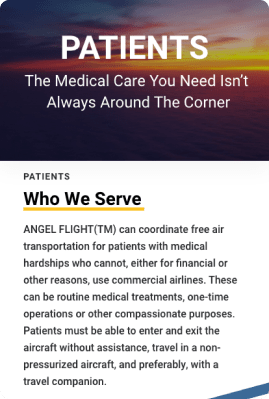 PATIENTS
The Medical Care You Need Isn’t
Always Around The Corner
PATIENTS
Who We Serve
ANGEL FLIGHT(TM) can coordinate free air
transportation for patients with medical
hardships who cannot, either for financial or
other reasons, use commercial airlines. These
can be routine medical treatments, one-time
operations or other compassionate purposes.
Patients must be able to enter and exit the
aircraft without assistance, travel in a non-
pressurized aircraft, and preferably, with a
travel companion.